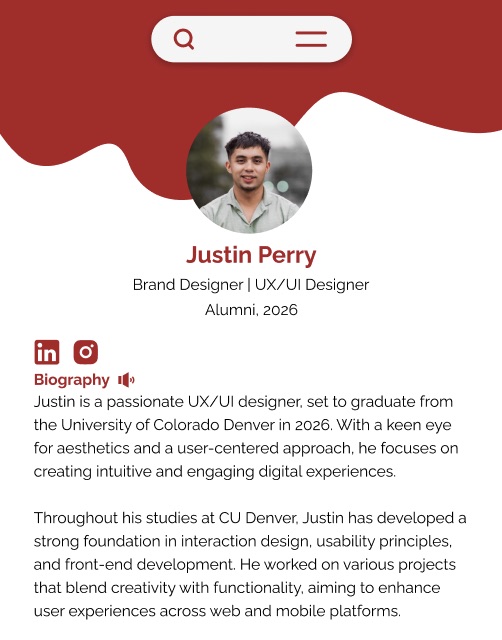 Justin Perry
Brand Designer | UX/UI Designer
Alumni, 2026
in
Biography
Justin is a passionate UX/UI designer, set to graduate from
the University of Colorado Denver in 2026. With a keen eye
for aesthetics and a user-centered approach, he focuses on
creating intuitive and engaging digital experiences.
Throughout his studies at CU Denver, Justin has developed a
strong foundation in interaction design, usability principles,
and front-end development. He worked on various projects
that blend creativity with functionality, aiming to enhance
user experiences across web and mobile platforms.